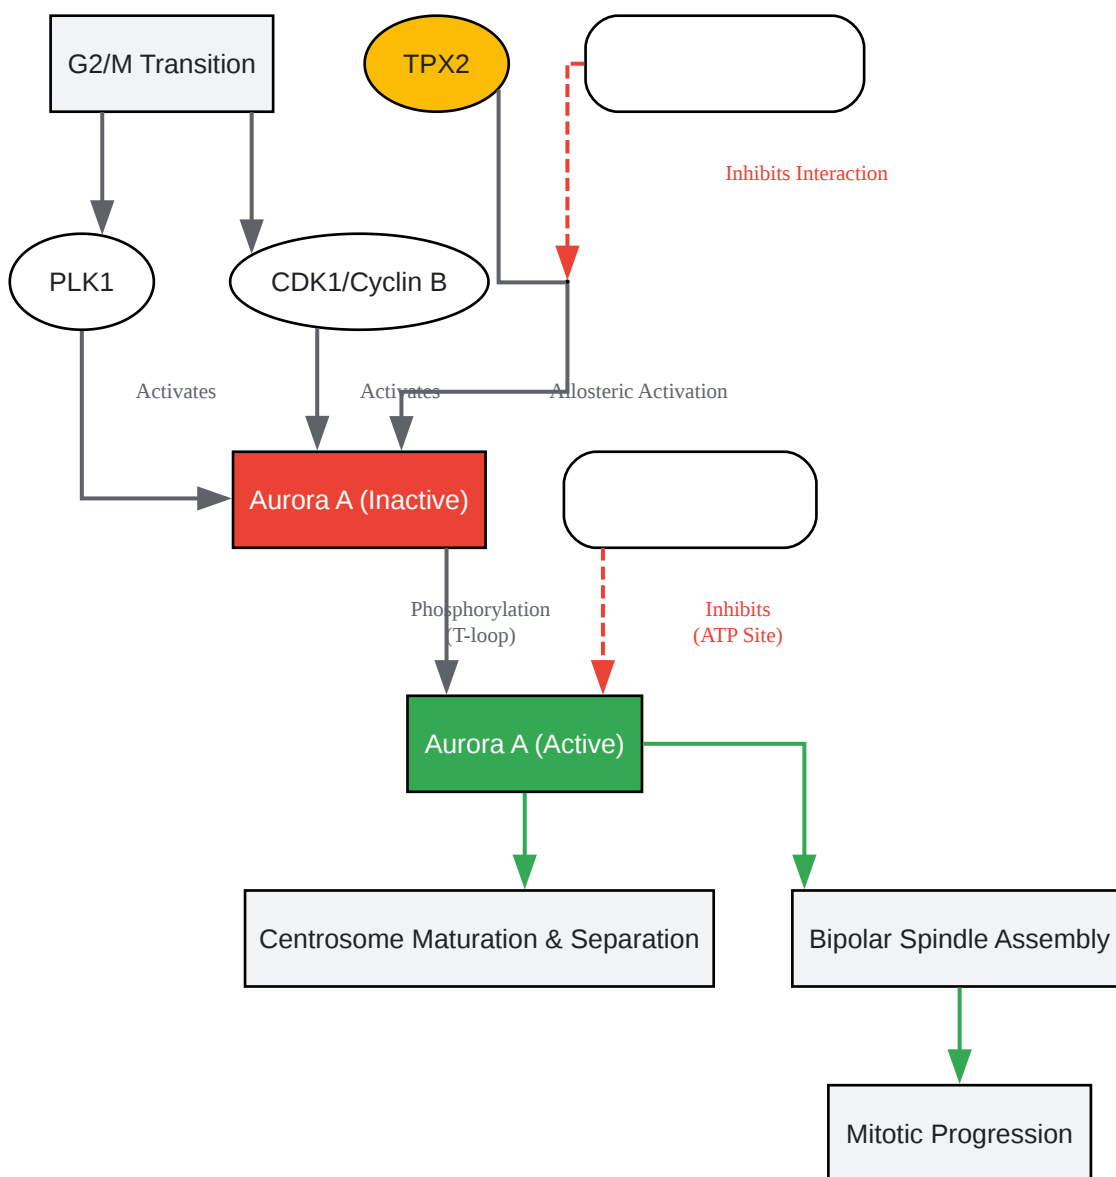 G2/M Transition
TPX2
Inhibits Interaction
PLK1
CDK1/Cyclin B
Activates
Activates
Allosteric Activation
Aurora A (Inactive)
Phosphorylation
(T-loop)
Inhibits
(ATP Site)
Aurora A (Active)
Centrosome Maturation & Separation
Bipolar Spindle Assembly
Mitotic Progression